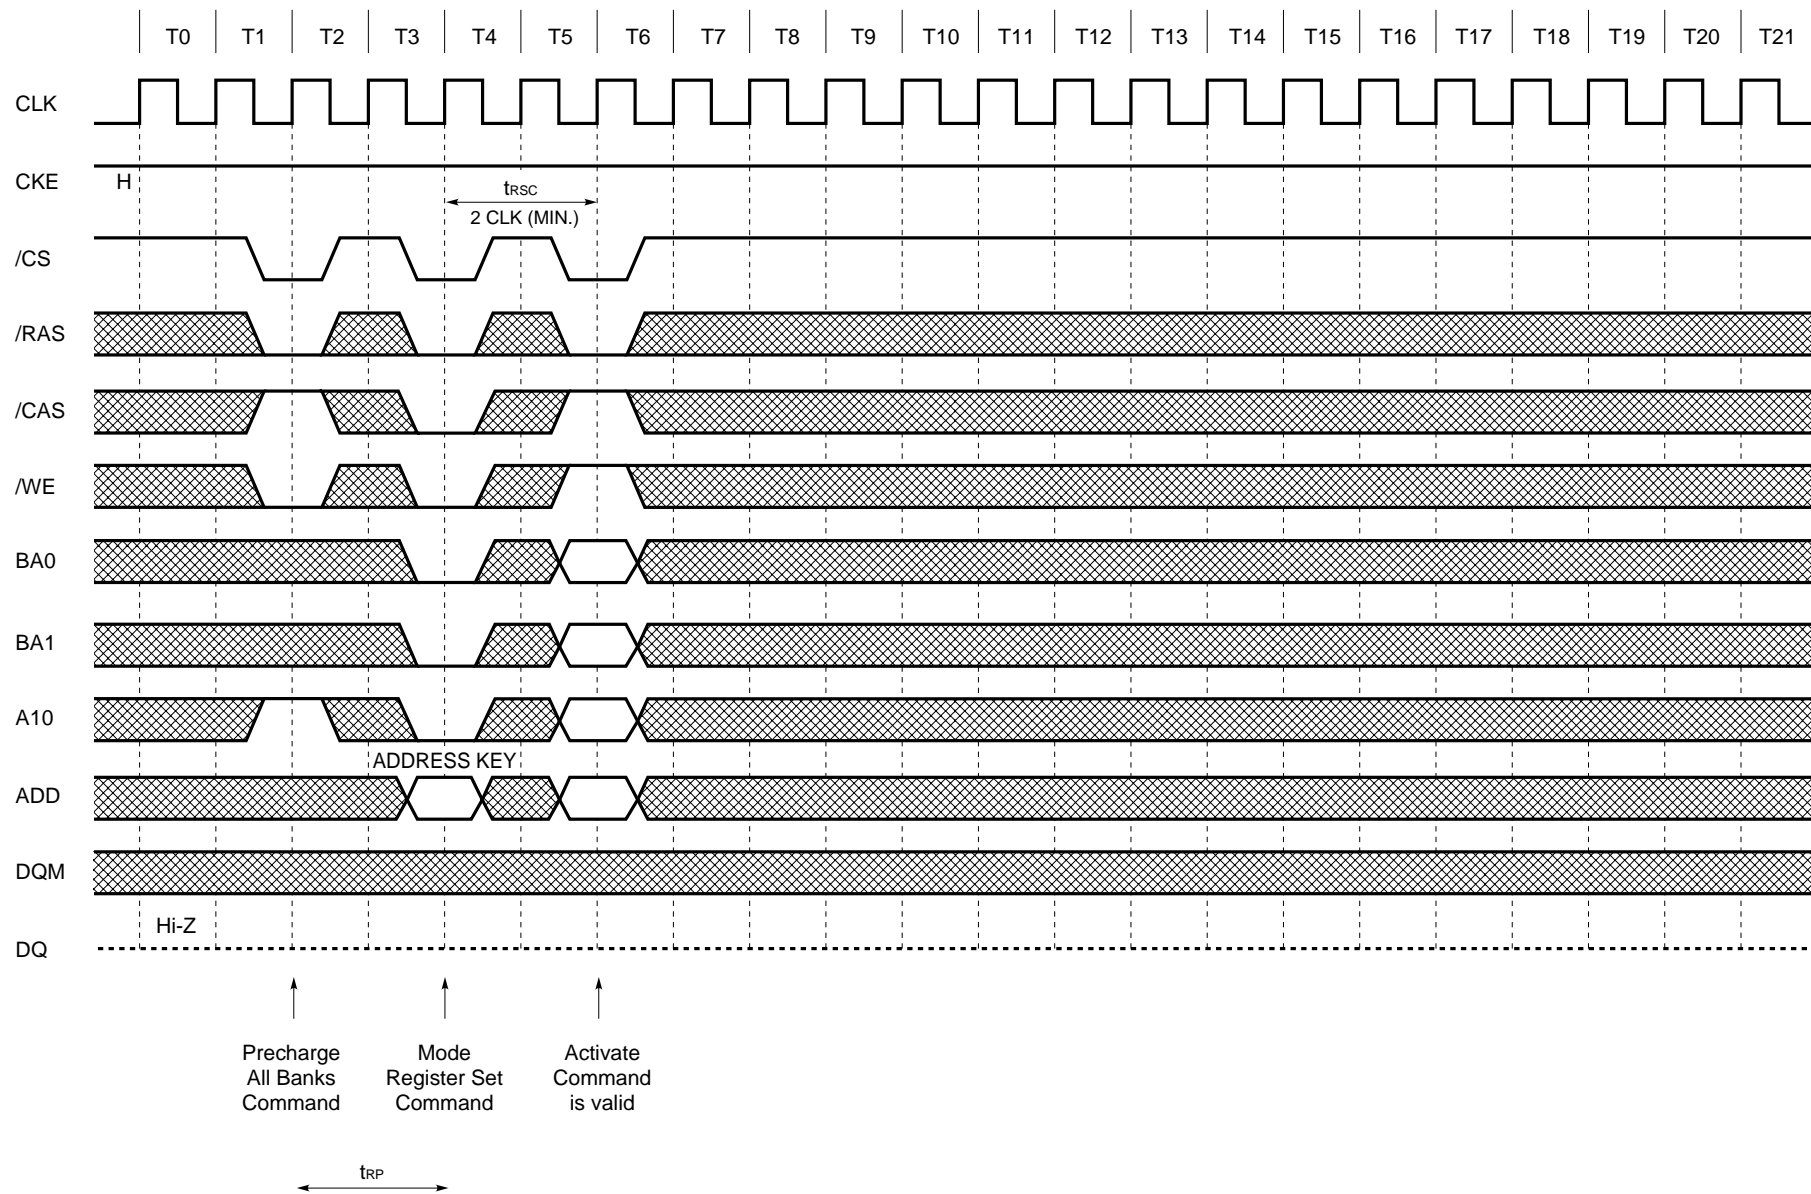 T0 T1 T2 T3 T4 T5 T6 T7 T8 T9 T10 T11 T12 T13 T14 T15 T16 T17 T18 T19 T20 T21
CLK
CKE H
tRSC
2 CLK (MIN.)
/CS
/RAS
/CAS
/WE
BA0
BA1
A10
ADDRESS KEY
ADD
DQM
Hi-Z
DQ
Precharge
All Banks
Command
Mode
Register Set
Command
Activate
Command
is valid
tRP